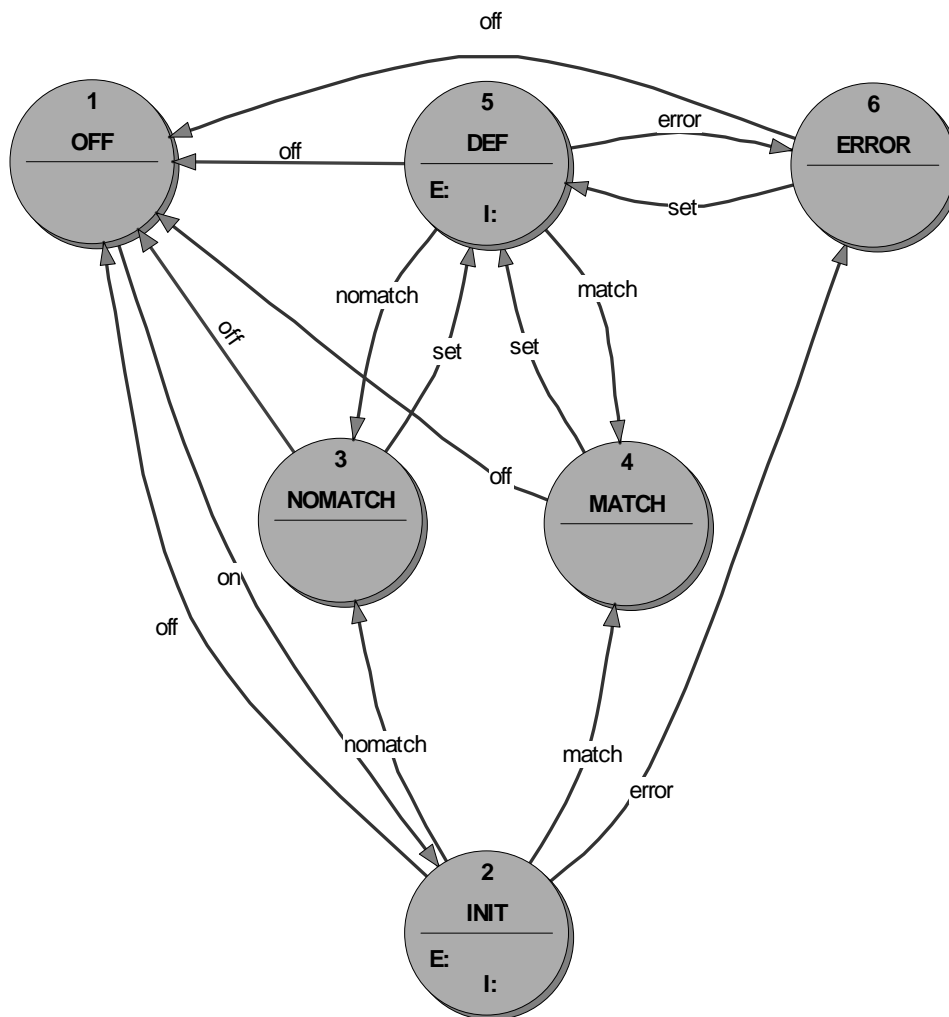 off
1
OFF
5
DEF
E:
I:
6
ERROR
error
off
set
nomatch
match
off
set
set
3
NOMATCH
4
MATCH
off
on
off
nomatch
match
error
2
INIT
E:
I: